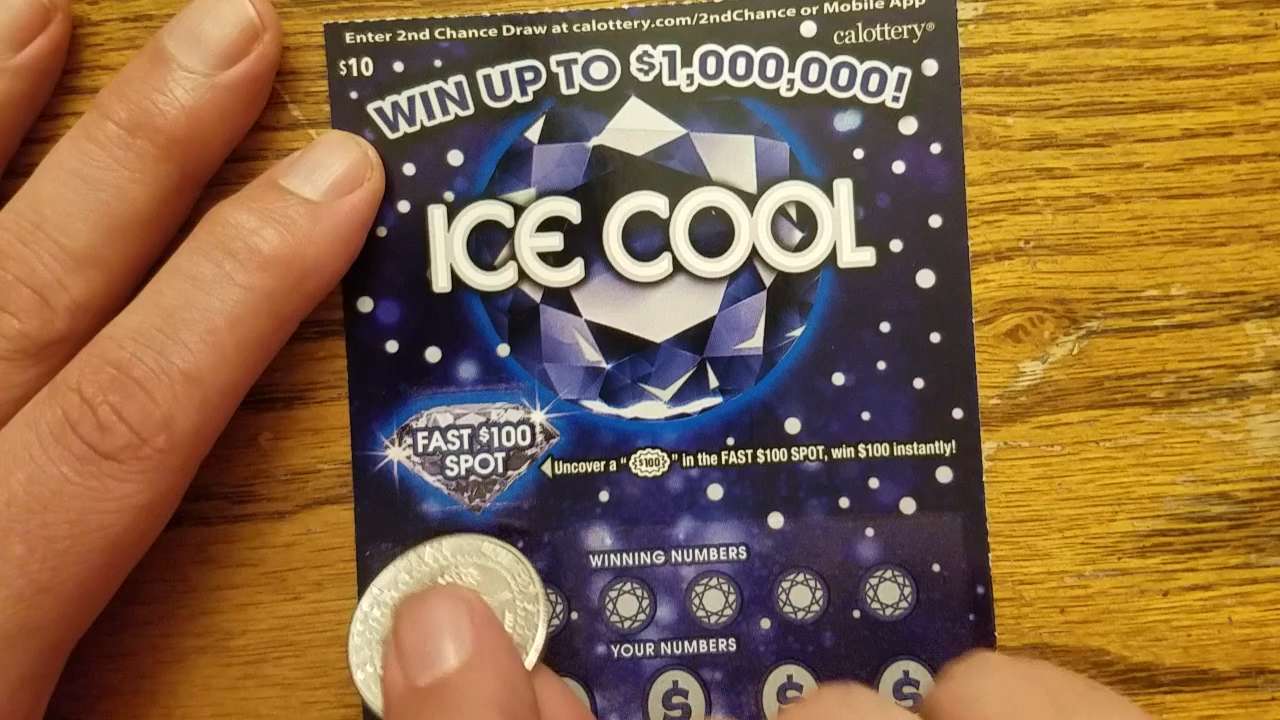 Enter 2nd Chance Draw at calottery.com/2ndChance or Mobile App
calottery®
$10
WIN UP TO $1,000,000!
ICE COOL
FAST $100
SPOT
Uncover a "$100" in the FAST $100 SPOT, win $100 instantly!
WINNING NUMBERS
YOUR NUMBERS
$ $ $